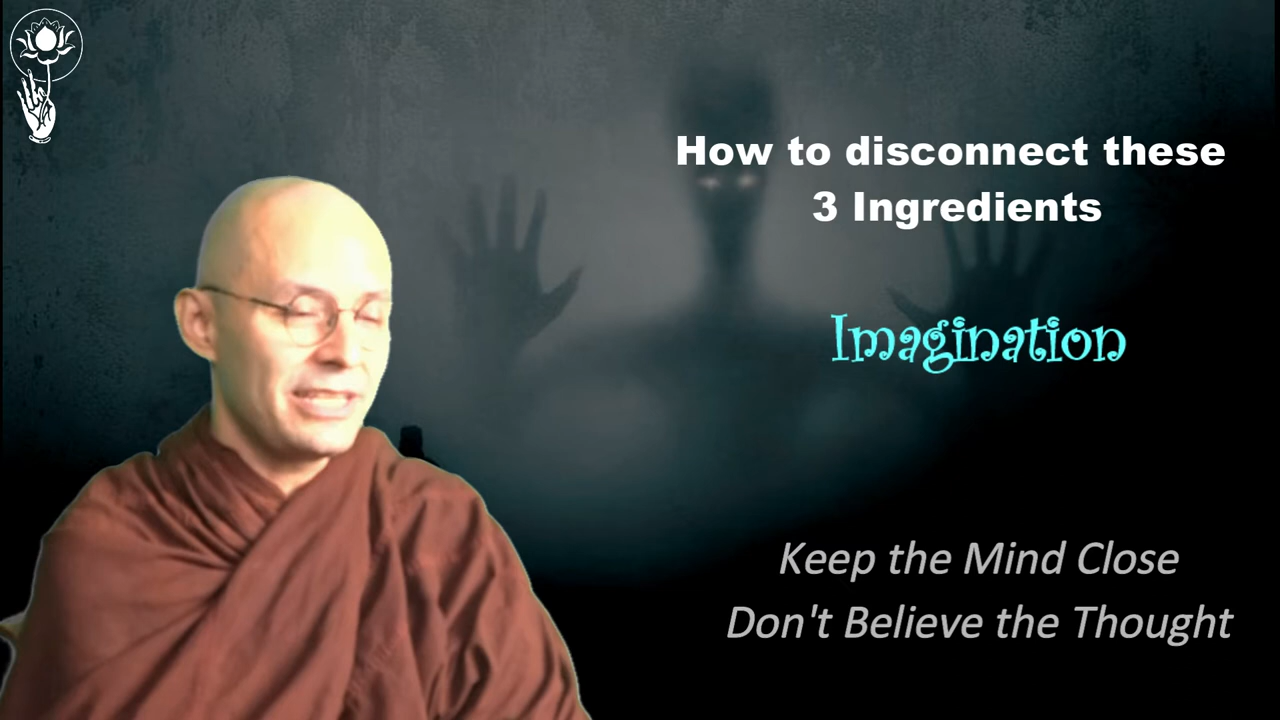 How to disconnect these
3 Ingredients
Imagination
Keep the Mind Close
Don't Believe the Thought